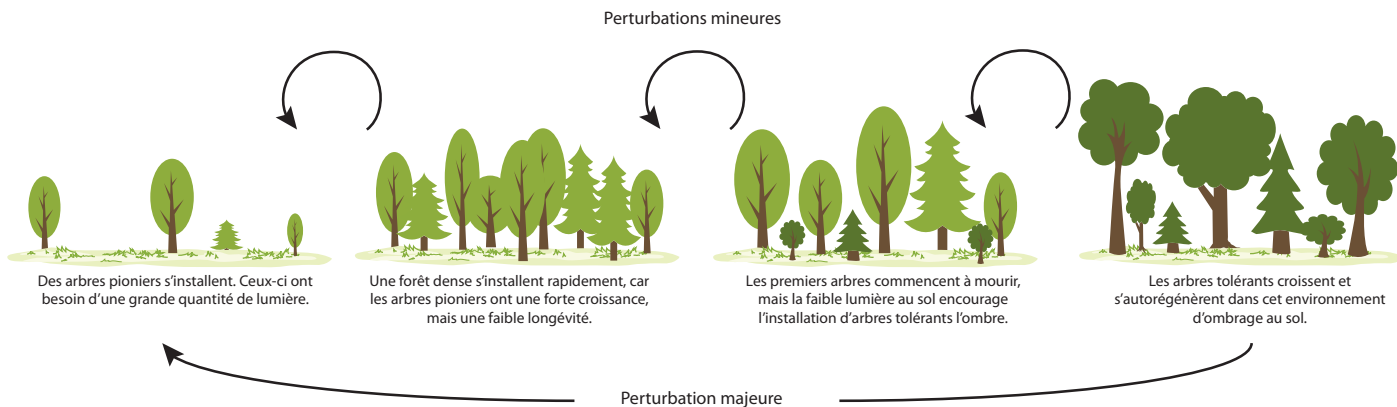 Perturbations mineures
Des arbres pioniers s'installent. Ceux-ci ont
besoin d'une grande quantité de lumière.
Une forêt dense s'installent rapidement, car
les arbres pioniers ont une forte croissance,
mais une faible longévité.
Les premiers arbres commencent à mourir,
mais la faible lumière au sol encourage
l'installation d'arbres tolérants l'ombre.
Les arbres tolérants croissent et
s'autorégénèrent dans cet environnement
d'ombrage au sol.
Perturbation majeure